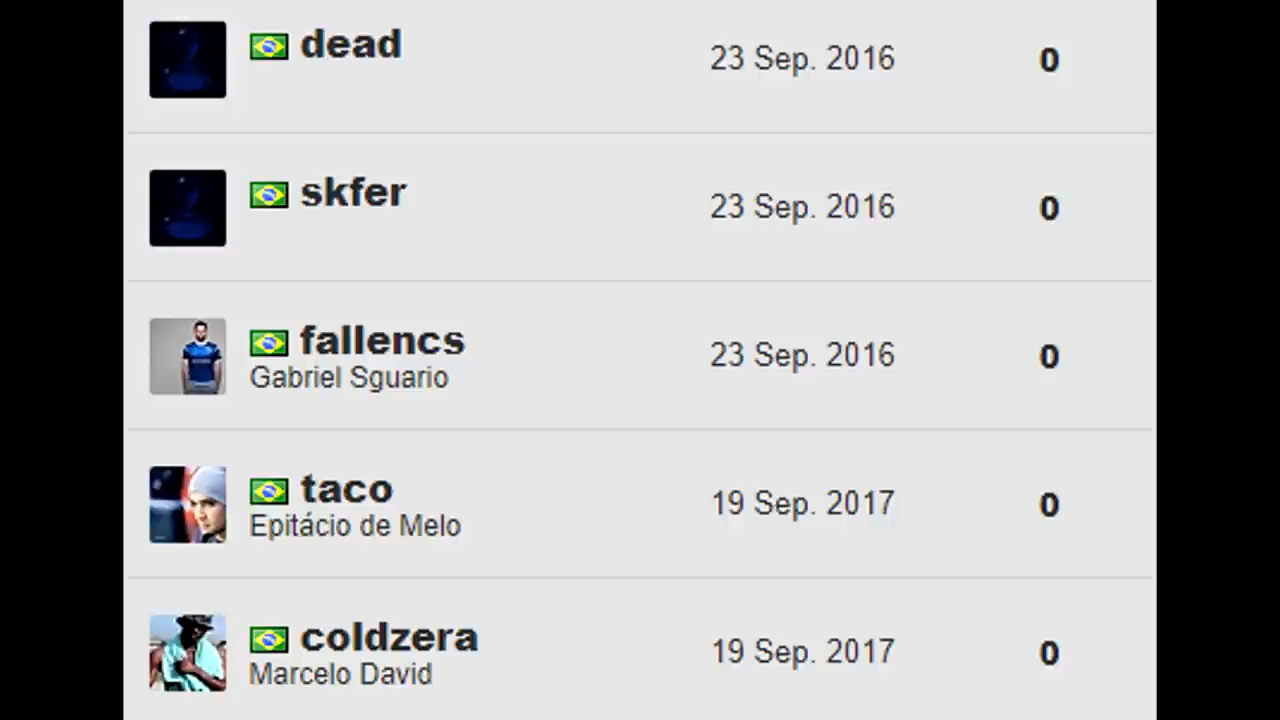 dead 23 Sep. 2016 0
skfer 23 Sep. 2016 0
fallencs 23 Sep. 2016 0
Gabriel Sguario
taco 19 Sep. 2017 0
Epitácio de Melo
coldzera 19 Sep. 2017 0
Marcelo David